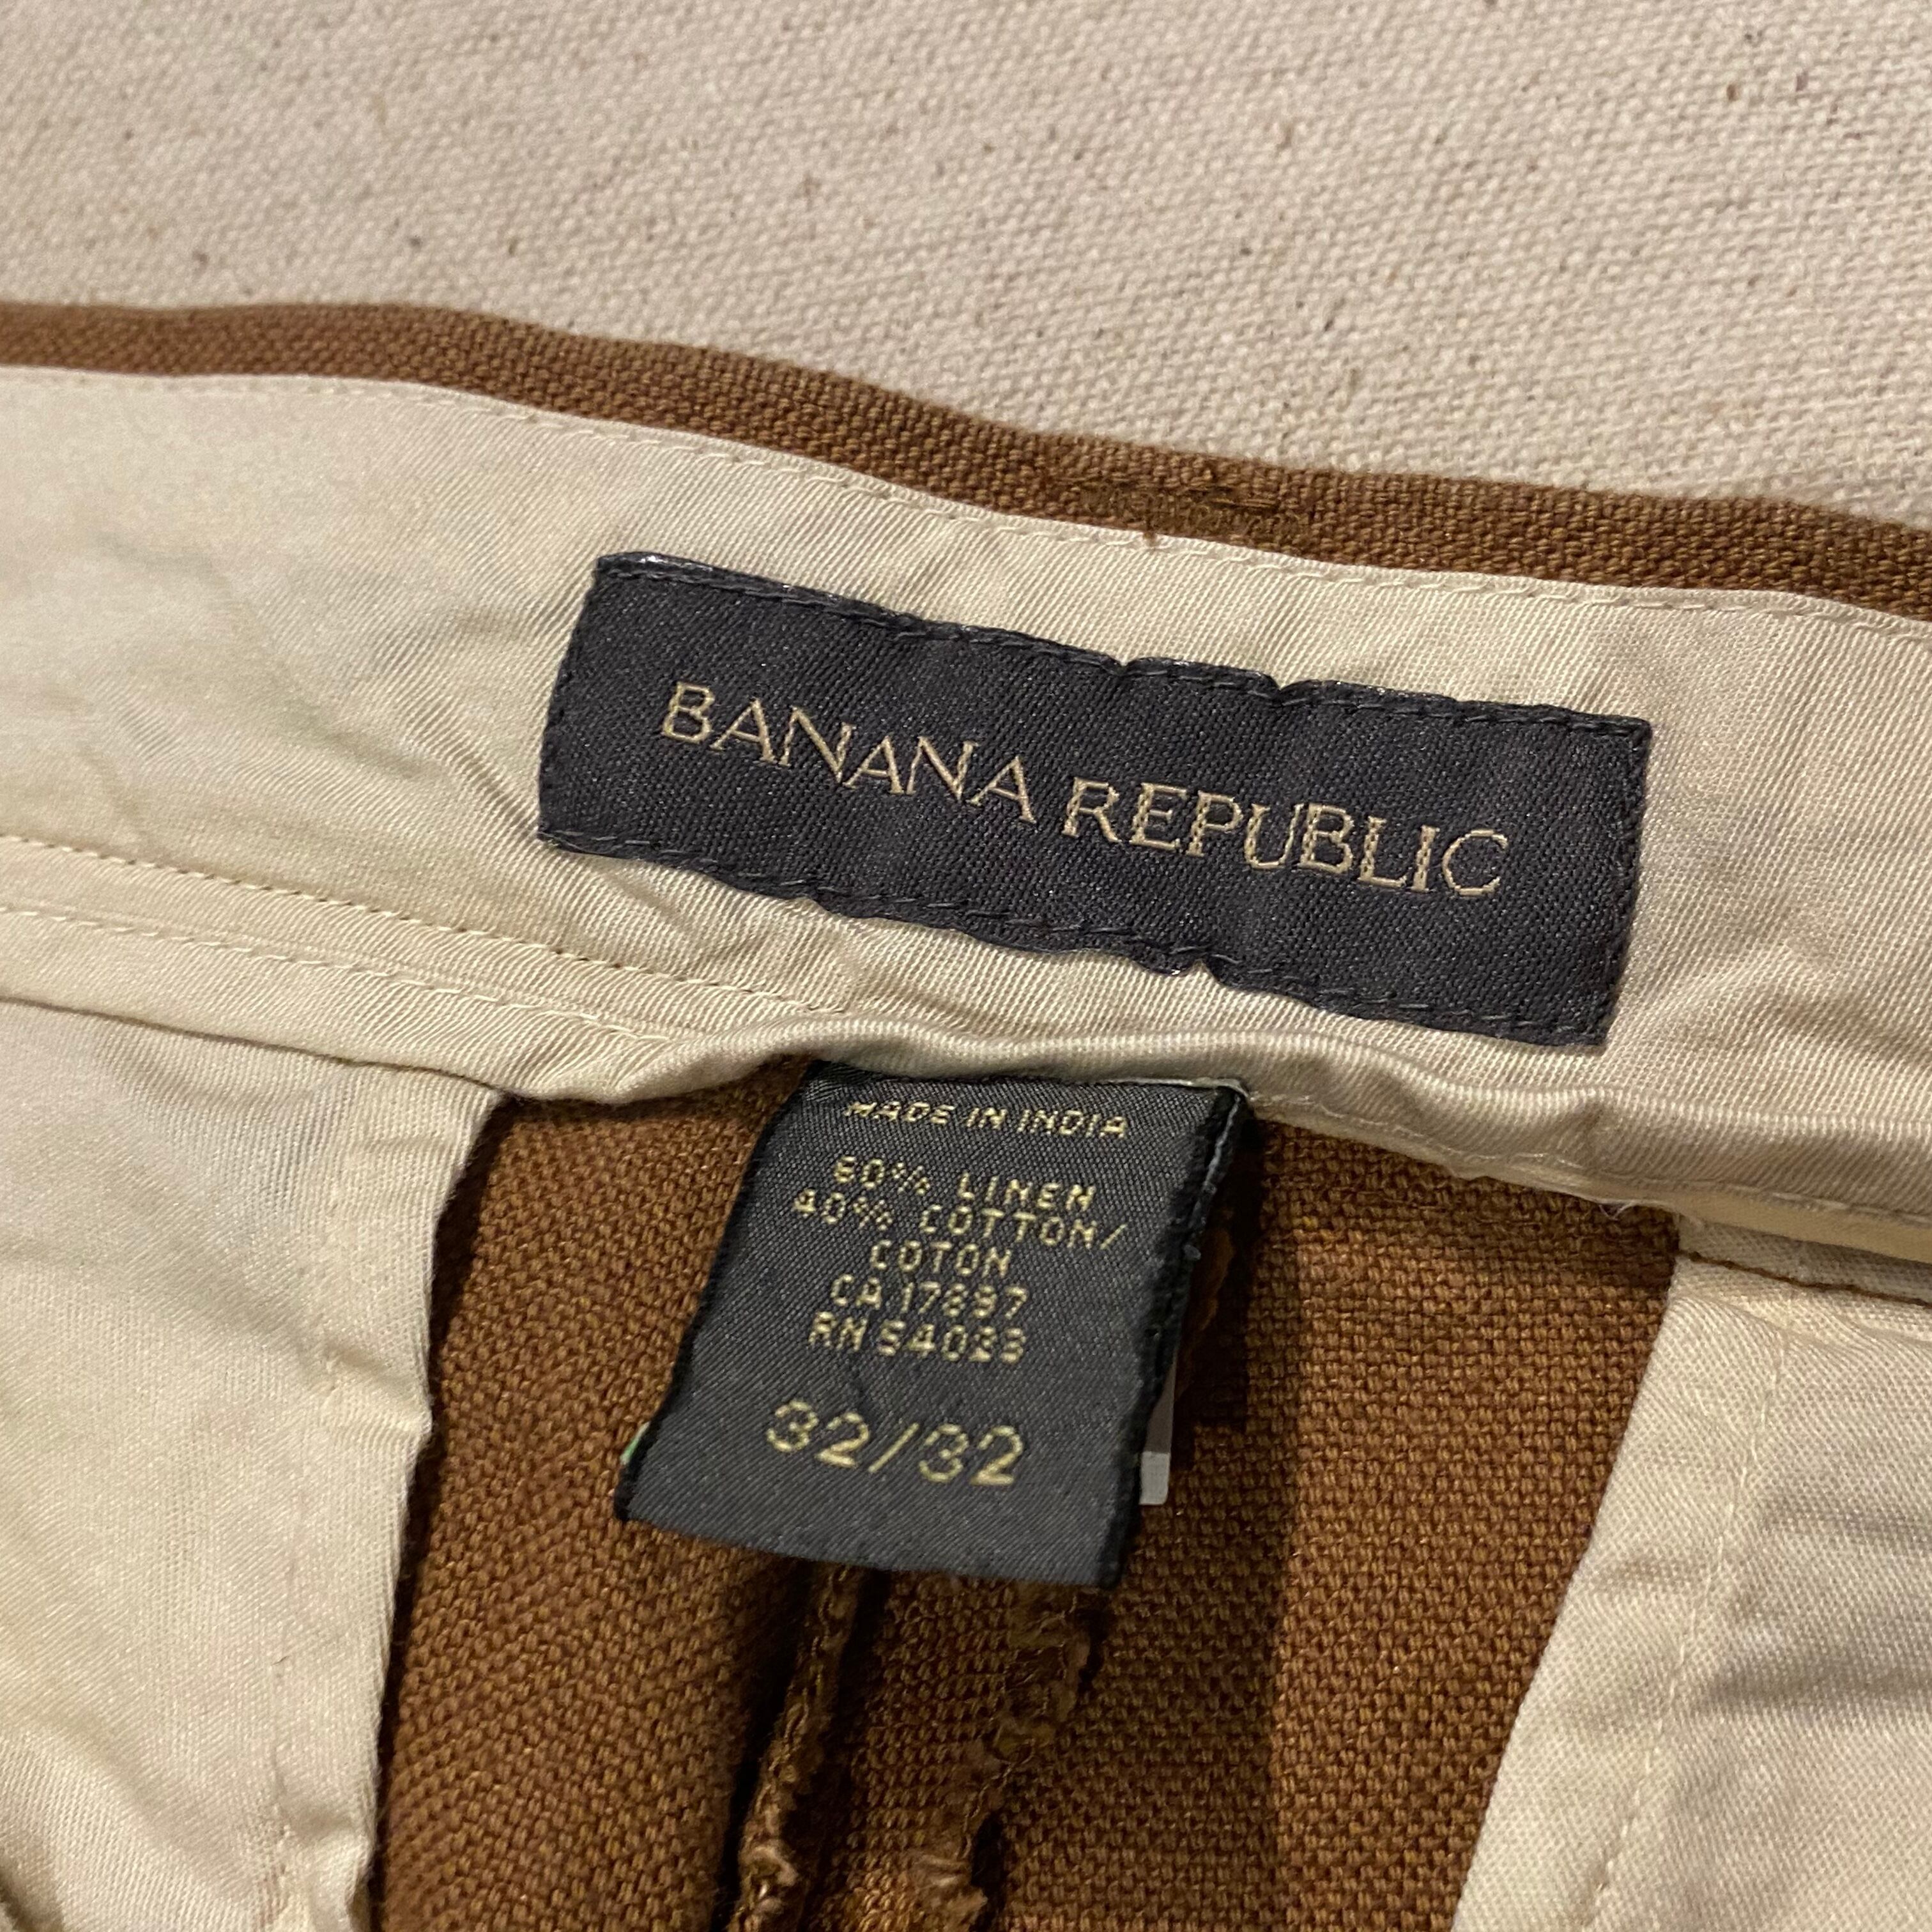 BANANA REPUBLIC
MADE IN INDIA
60% LINEN
40% COTTON/
COTON
CA 17897
RN 54023
32/32